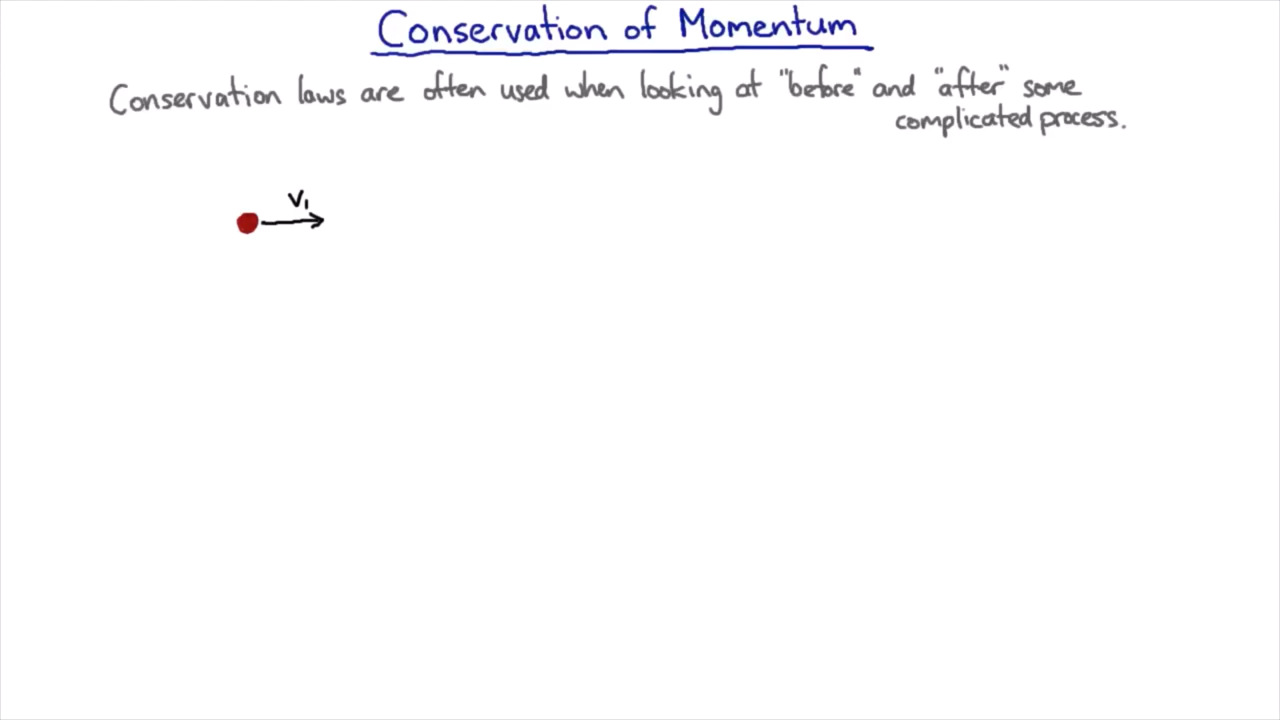 Conservation of Momentum
Conservation laws are often used when looking at "before" and "after" some
complicated process.
V₁